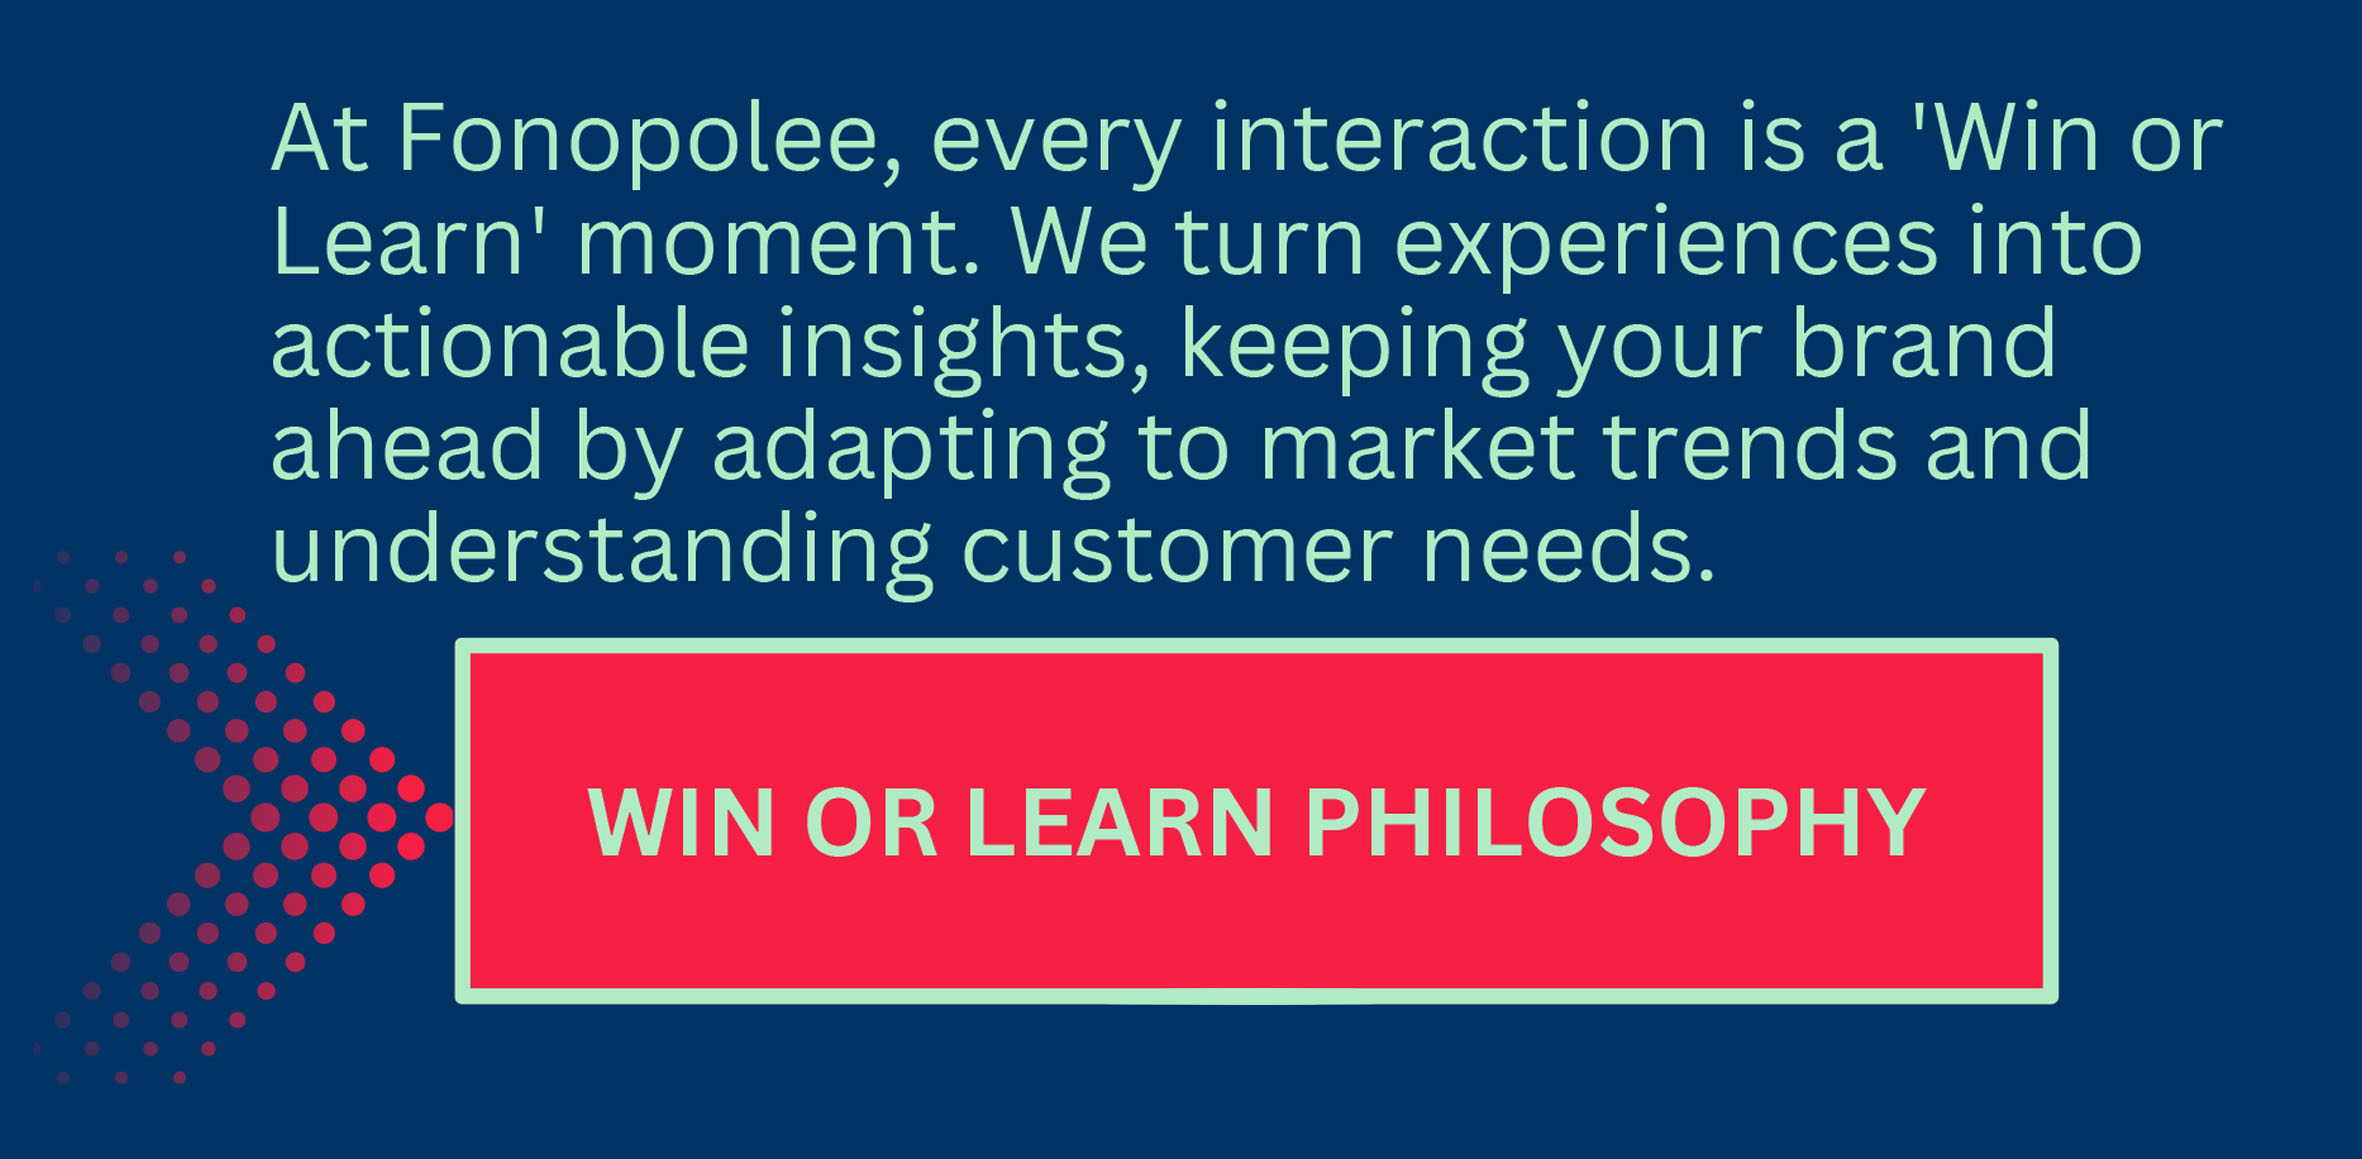 At Fonopolee, every interaction is a 'Win or
Learn' moment. We turn experiences into
actionable insights, keeping your brand
ahead by adapting to market trends and
understanding customer needs.
WIN OR LEARN PHILOSOPHY